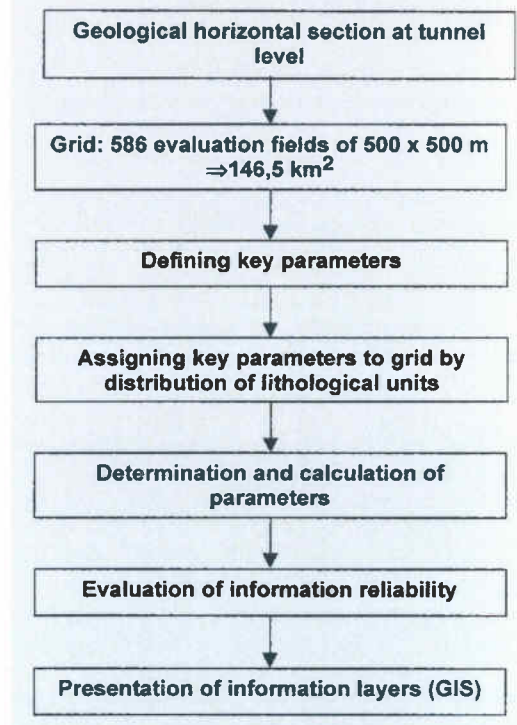 Geological horizontal section at tunnel
level
Grid: 586 evaluation fields of 500 x 500 m
⇒146,5 km²
Defining key parameters
Assigning key parameters to grid by
distribution of lithological units
Determination and calculation of
parameters
Evaluation of information reliability
Presentation of information layers (GIS)